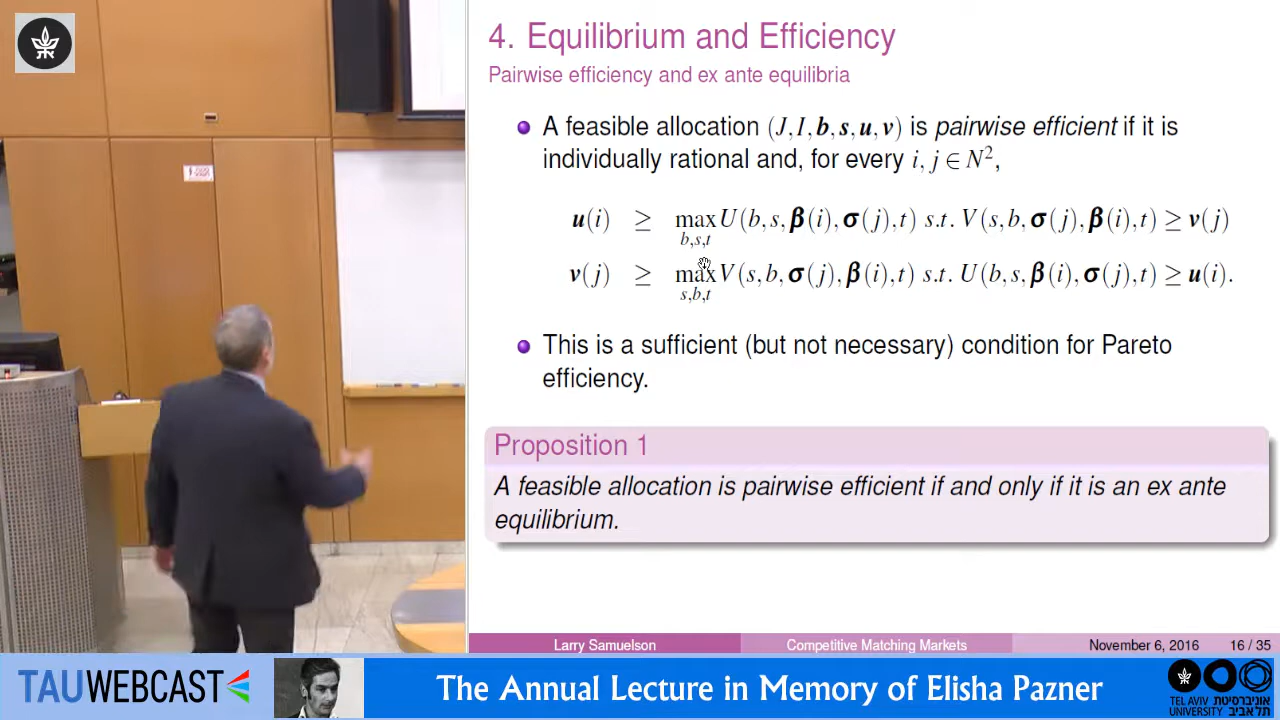 4. Equilibrium and Efficiency
Pairwise efficiency and ex ante equilibria
A feasible allocation (J, I, b, s, u, v) is pairwise efficient if it is
individually rational and, for every i, j ∈ N²,
u(i) ≥ max U(b, s, β(i), σ(j), t) s.t. V(s, b, σ(j), β(i), t) ≥ v(j)
b,s,t
v(j) ≥ max V(s, b, σ(j), β(i), t) s.t. U(b, s, β(i), σ(j), t) ≥ u(i).
s,b,t
This is a sufficient (but not necessary) condition for Pareto
efficiency.
Proposition 1
A feasible allocation is pairwise efficient if and only if it is an ex ante
equilibrium.
Larry Samuelson
Competitive Matching Markets
November 6, 2016
16 / 35
TAUWEBCAST
The Annual Lecture in Memory of Elisha Pazner
TEL AVIV אוניברסיטת
UNIVERSITY תל אביב